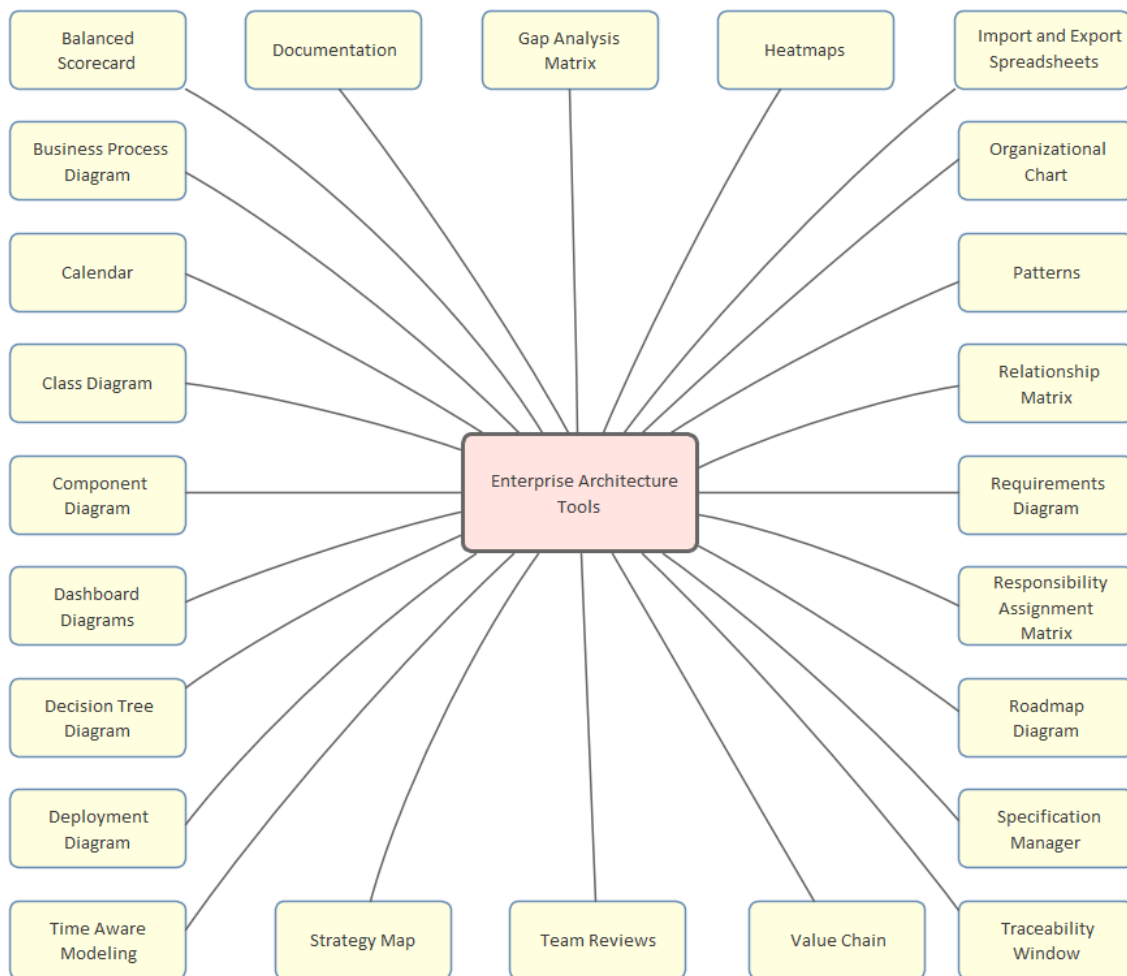 Balanced
Scorecard
Documentation
Gap Analysis
Matrix
Heatmaps
Import and Export
Spreadsheets
Business Process
Diagram
Organizational
Chart
Calendar
Patterns
Class Diagram
Relationship
Matrix
Enterprise Architecture
Tools
Component
Diagram
Requirements
Diagram
Dashboard
Diagrams
Responsibility
Assignment
Matrix
Decision Tree
Diagram
Roadmap
Diagram
Deployment
Diagram
Specification
Manager
Time Aware
Modeling
Strategy Map
Team Reviews
Value Chain
Traceability
Window